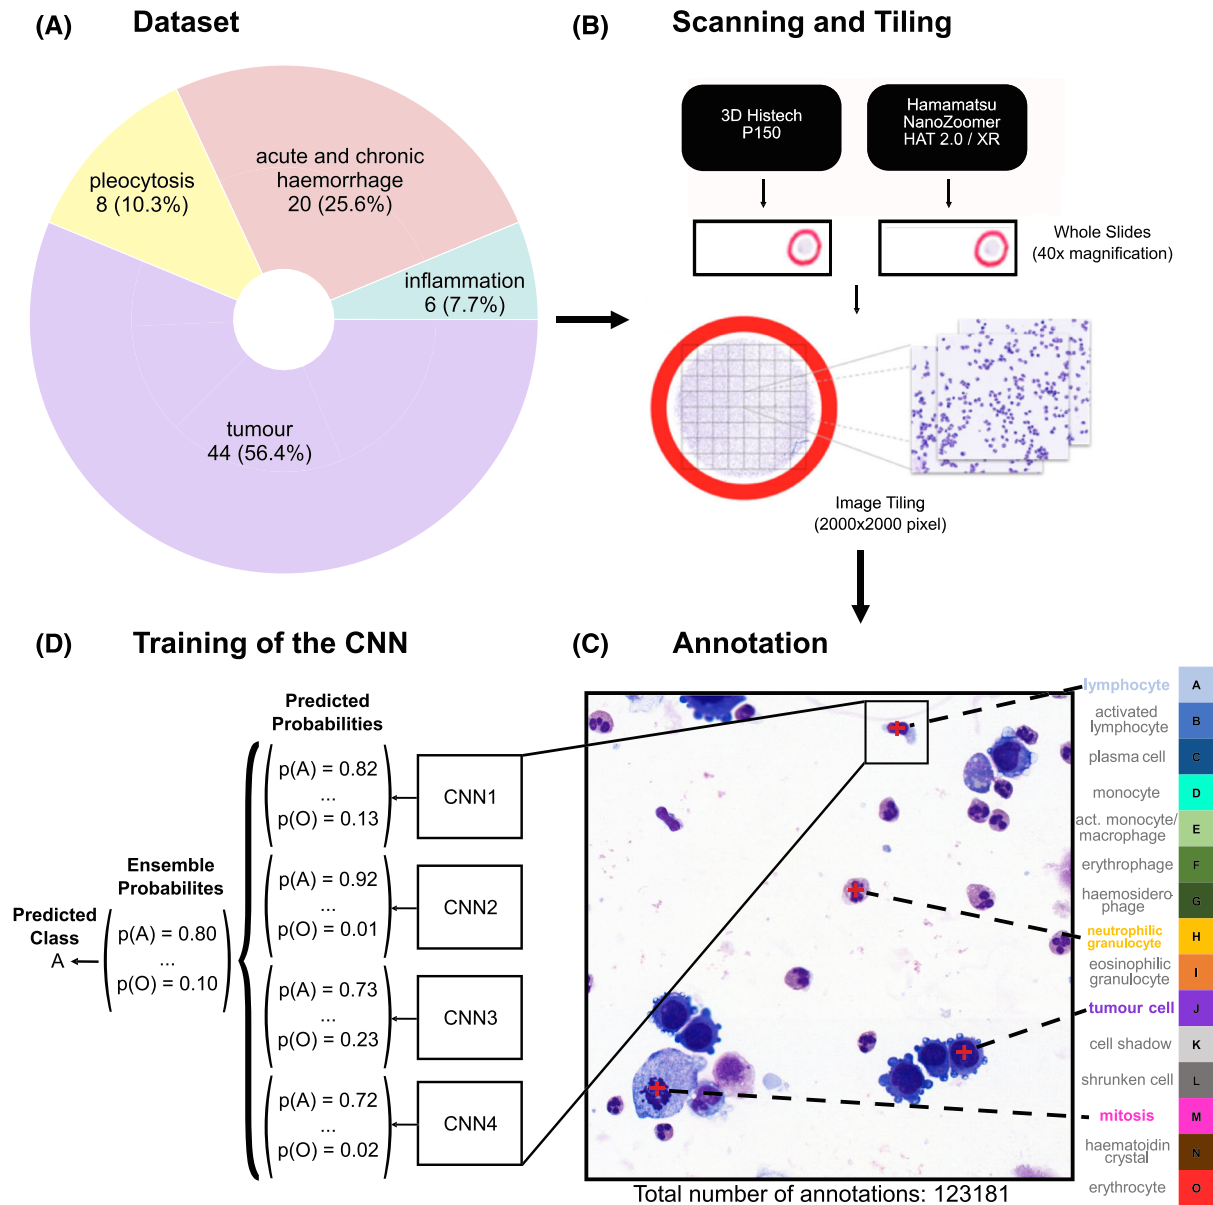 (A) Dataset
pleocytosis
8 (10.3%)
acute and chronic
haemorrhage
20 (25.6%)
inflammation
6 (7.7%)
tumour
44 (56.4%)
(B) Scanning and Tiling
3D Histech
P150
Hamamatsu
NanoZoomer
HAT 2.0 / XR
Whole Slides
(40x magnification)
Image Tiling
(2000x2000 pixel)
(C) Annotation
lymphocyte A
activated
lymphocyte B
plasma cell C
monocyte D
act. monocyte/
macrophage E
erythrophage F
haemosidero-
phage G
neutrophilic
granulocyte H
eosinophilic
granulocyte I
tumour cell J
cell shadow K
shrunken cell L
mitosis M
haematoidin
crystal N
erythrocyte O
Total number of annotations: 123181
(D) Training of the CNN
Predicted
Probabilities
p(A) = 0.82
...
p(O) = 0.13
CNN1
p(A) = 0.92
...
p(O) = 0.01
CNN2
p(A) = 0.73
...
p(O) = 0.23
CNN3
p(A) = 0.72
...
p(O) = 0.02
CNN4
Ensemble
Probabilites
p(A) = 0.80
...
p(O) = 0.10
Predicted
Class
A